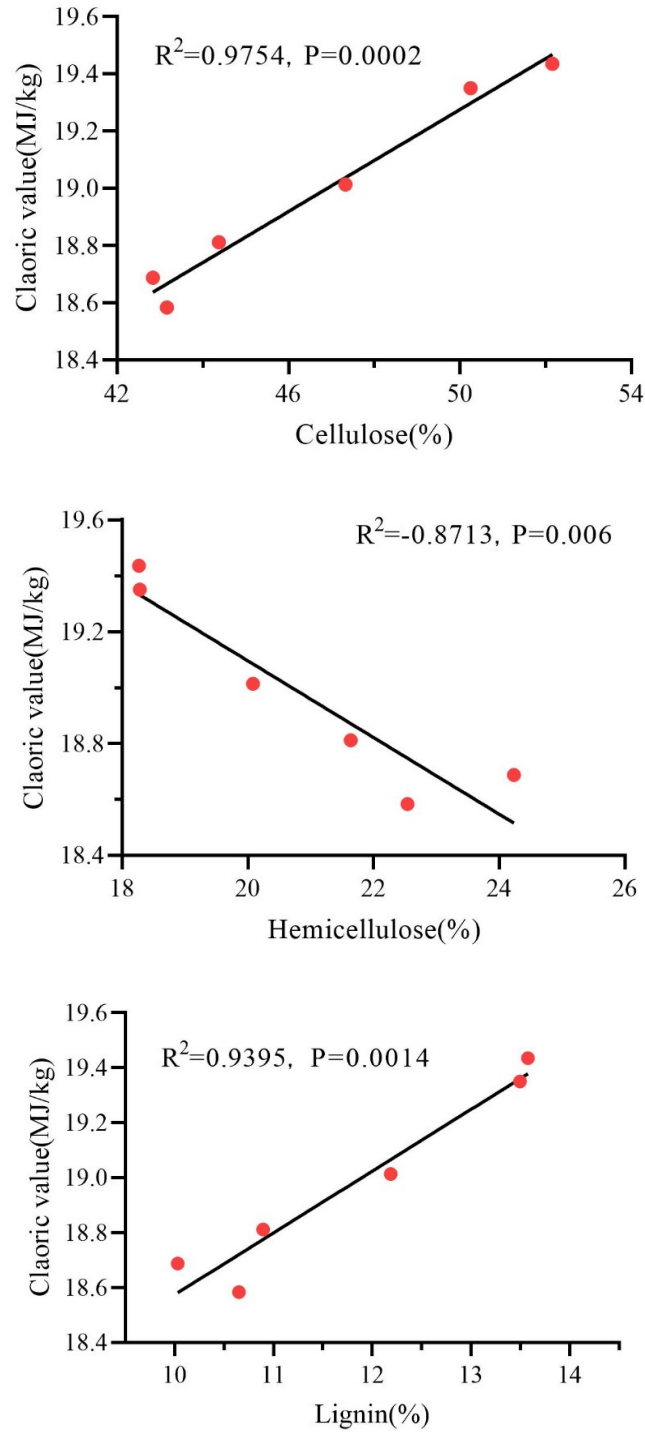 R²=0.9754, P=0.0002
Claoric value(MJ/kg)
19.6
19.4
19.2
19.0
18.8
18.6
18.4
42 46 50 54
Cellulose(%)
R²=-0.8713, P=0.006
Claoric value(MJ/kg)
19.6
19.2
18.8
18.4
18 20 22 24 26
Hemicellulose(%)
R²=0.9395, P=0.0014
Claoric value(MJ/kg)
19.6
19.4
19.2
19.0
18.8
18.6
18.4
10 11 12 13 14
Lignin(%)